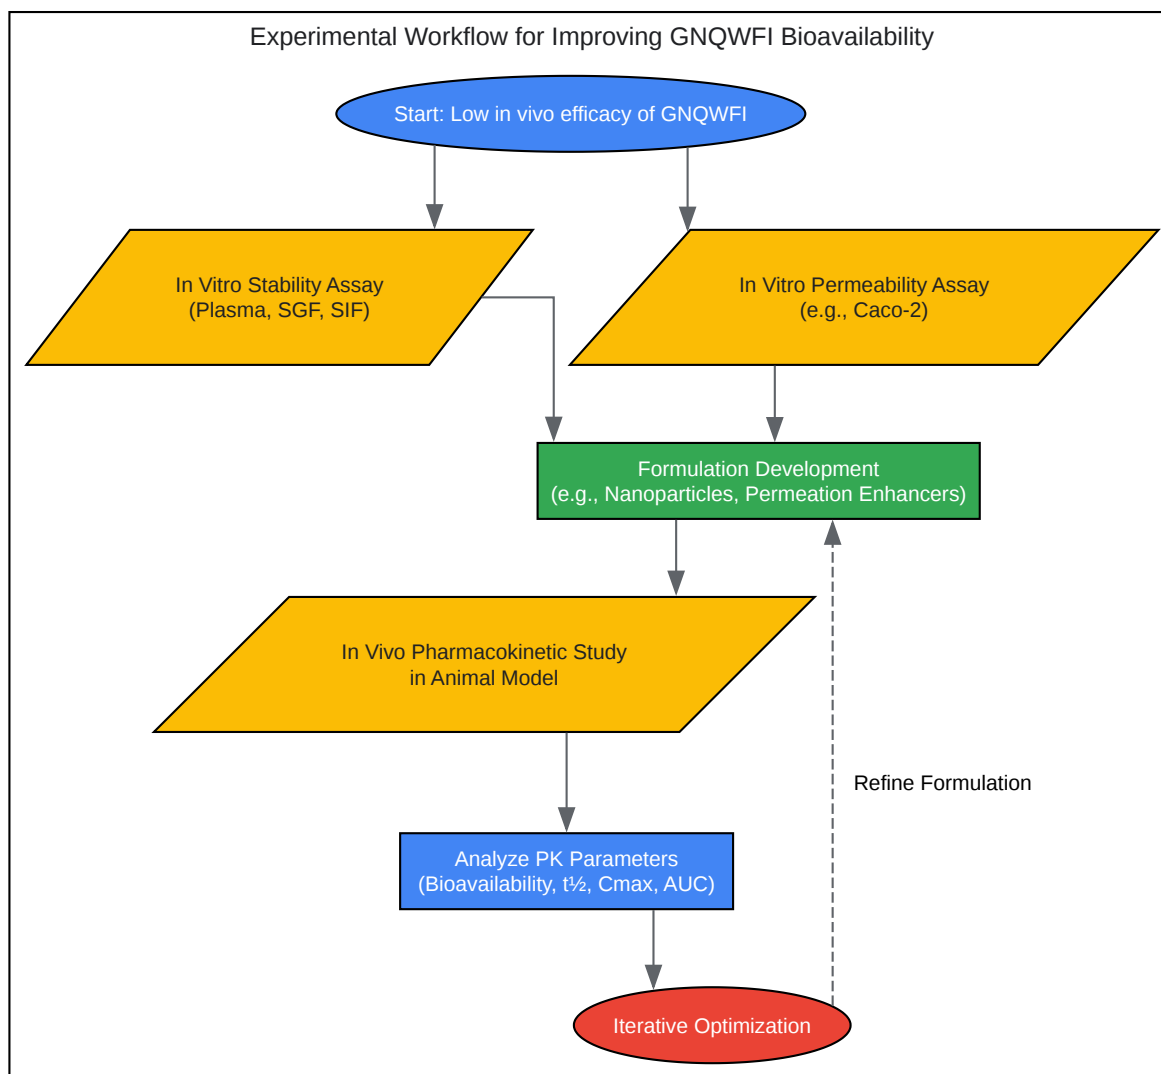 Experimental Workflow for Improving GNQWFI Bioavailability
Start: Low in vivo efficacy of GNQWFI
In Vitro Stability Assay
(Plasma, SGF, SIF)
In Vitro Permeability Assay
(e.g., Caco-2)
Formulation Development
(e.g., Nanoparticles, Permeation Enhancers)
In Vivo Pharmacokinetic Study
in Animal Model
Refine Formulation
Analyze PK Parameters
(Bioavailability, t½, Cmax, AUC)
Iterative Optimization